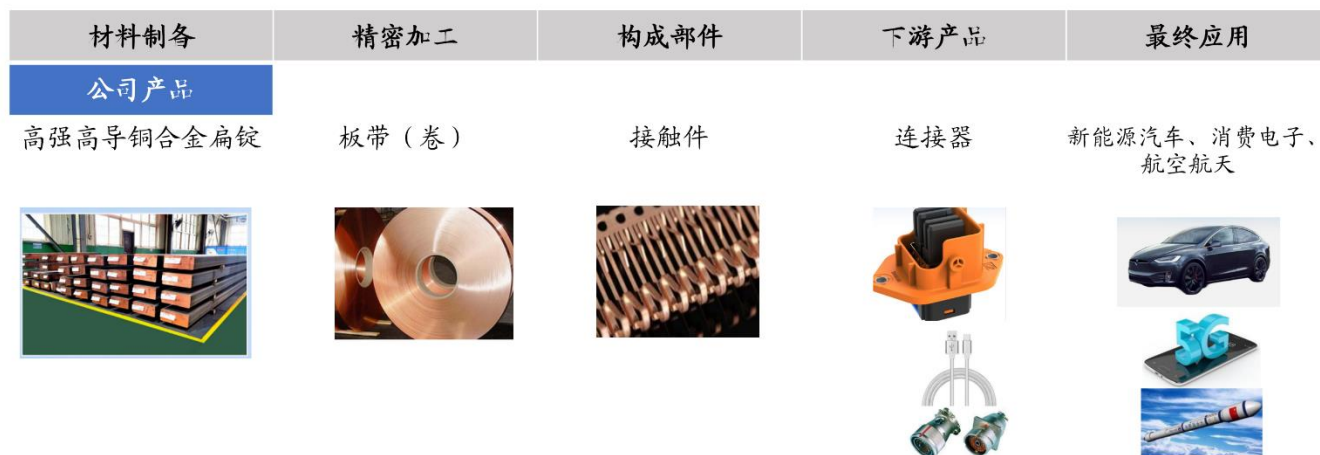 材料制备
精密加工
构成部件
下游产品
最终应用
公司产品
高强高导铜合金扁锭
板带（卷）
接触件
连接器
新能源汽车、消费电子、
航空航天
5G